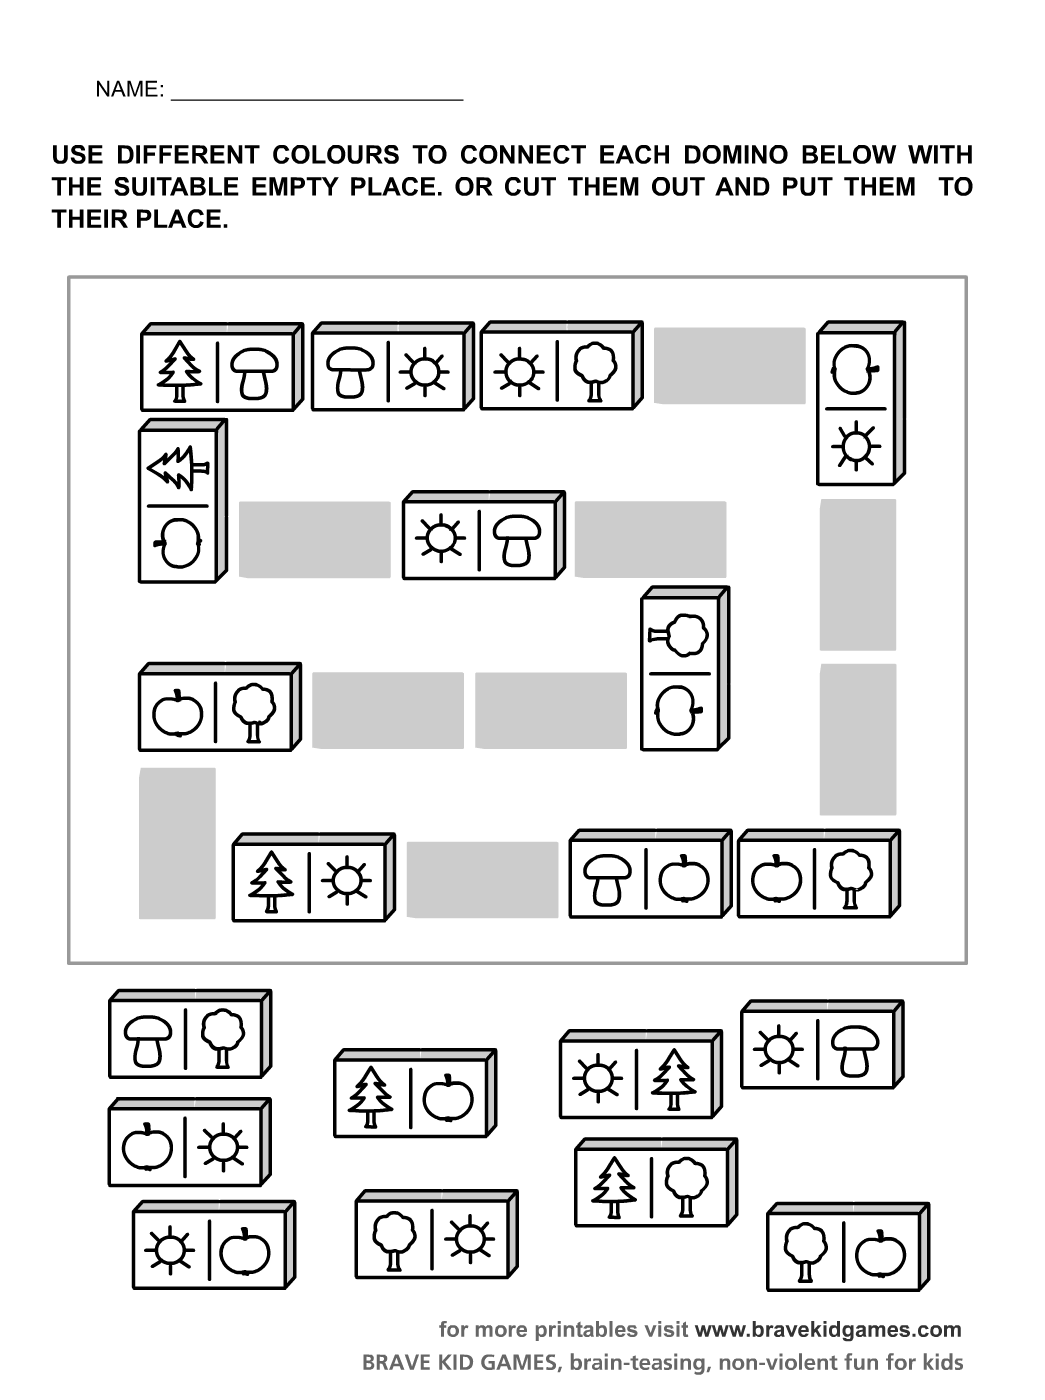 NAME: ________________________
USE DIFFERENT COLOURS TO CONNECT EACH DOMINO BELOW WITH
THE SUITABLE EMPTY PLACE. OR CUT THEM OUT AND PUT THEM TO
THEIR PLACE.
for more printables visit www.bravekidgames.com
BRAVE KID GAMES, brain-teasing, non-violent fun for kids